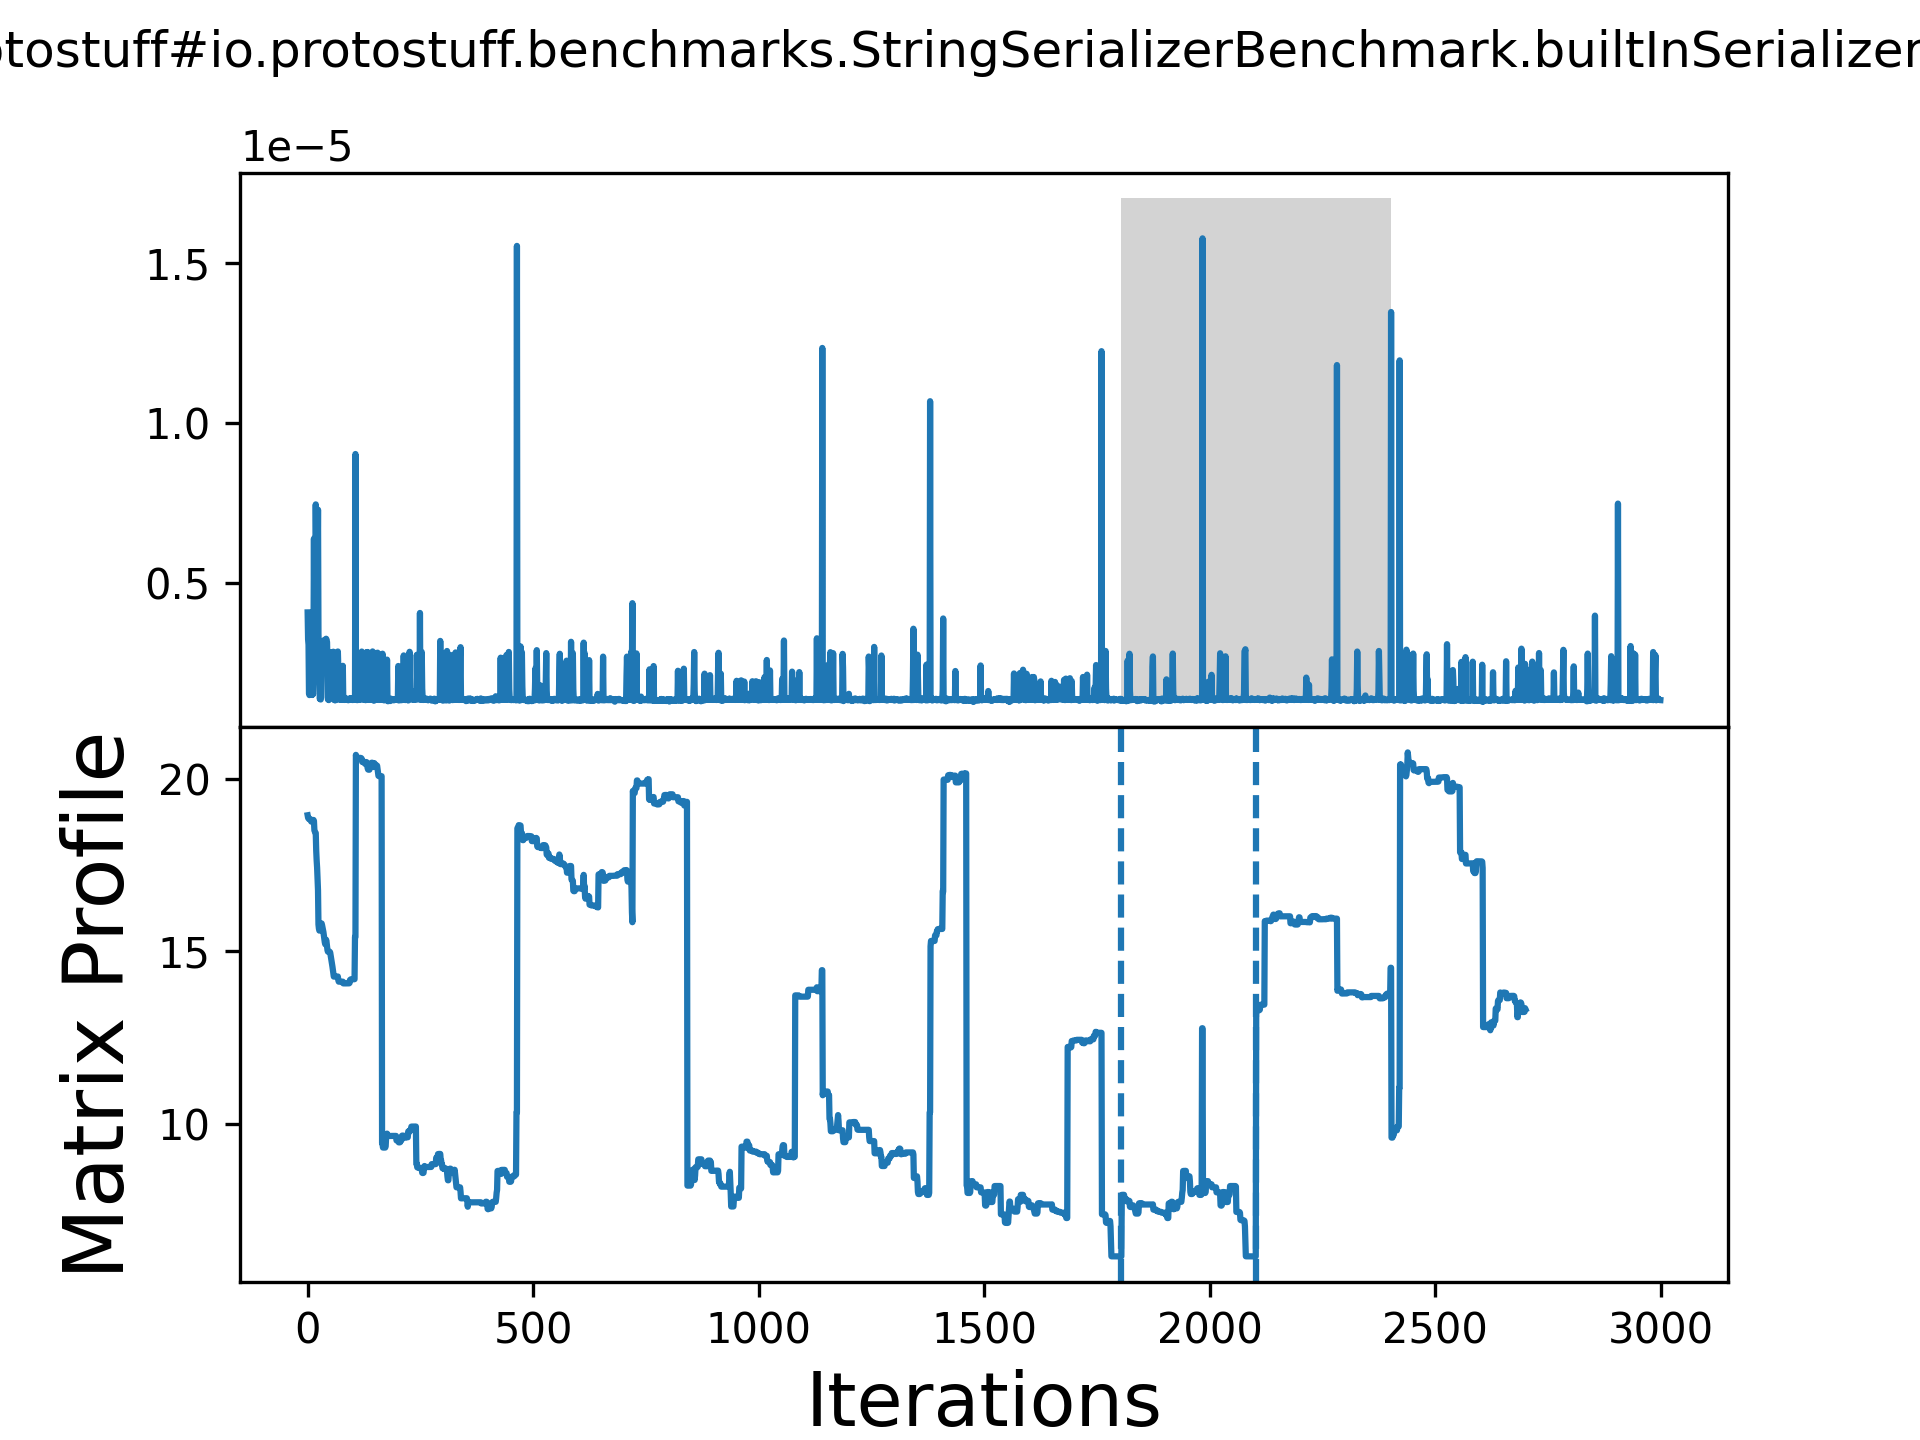 otostuff#io.protostuff.benchmarks.StringSerializerBenchmark.builtInSerializer
1e−5
1.5
1.0
0.5
Matrix Profile
20
15
10
0 500 1000 1500 2000 2500 3000
Iterations